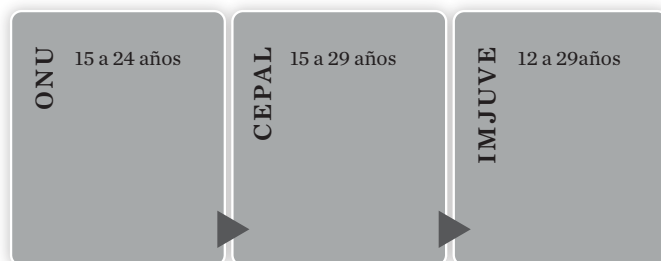 ONU
15 a 24 años
CEPAL
15 a 29 años
IMJUVE
12 a 29años